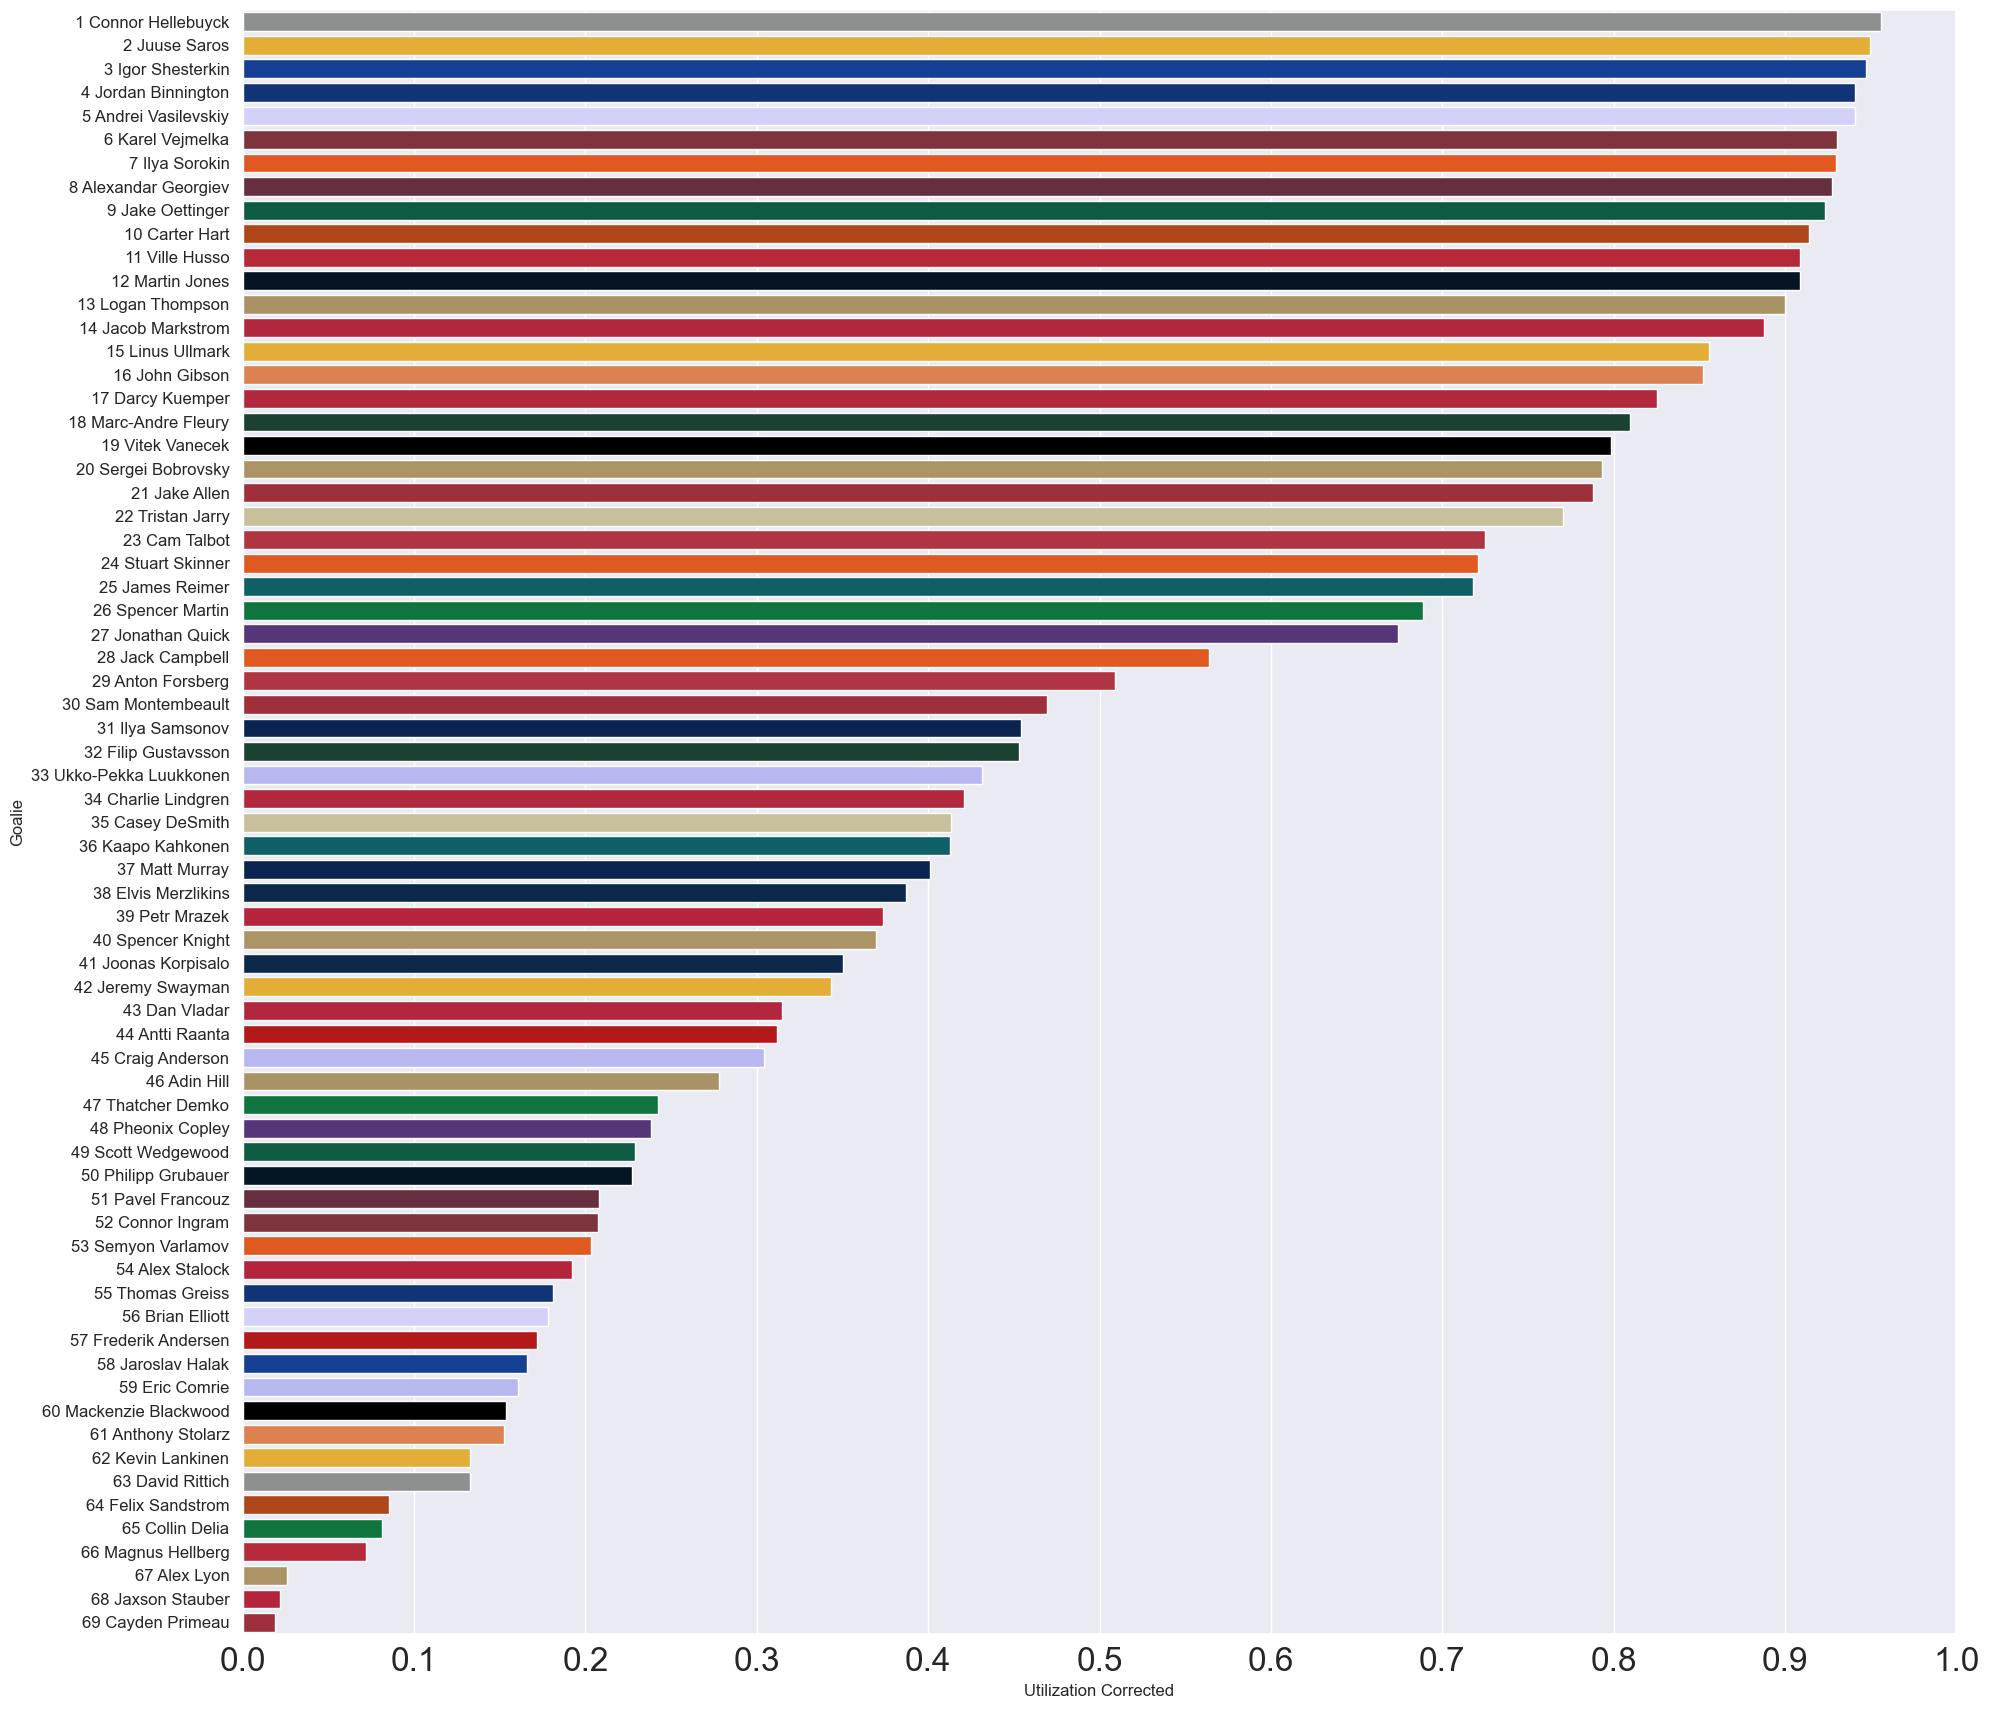 1 Connor Hellebuyck
2 Juuse Saros
3 Igor Shesterkin
4 Jordan Binnington
5 Andrei Vasilevskiy
6 Karel Vejmelka
7 Ilya Sorokin
8 Alexandar Georgiev
9 Jake Oettinger
10 Carter Hart
11 Ville Husso
12 Martin Jones
13 Logan Thompson
14 Jacob Markstrom
15 Linus Ullmark
16 John Gibson
17 Darcy Kuemper
18 Marc-Andre Fleury
19 Vitek Vanecek
20 Sergei Bobrovsky
21 Jake Allen
22 Tristan Jarry
23 Cam Talbot
24 Stuart Skinner
25 James Reimer
26 Spencer Martin
27 Jonathan Quick
28 Jack Campbell
29 Anton Forsberg
30 Sam Montembeault
31 Ilya Samsonov
32 Filip Gustavsson
33 Ukko-Pekka Luukkonen
34 Charlie Lindgren
35 Casey DeSmith
36 Kaapo Kahkonen
37 Matt Murray
38 Elvis Merzlikins
39 Petr Mrazek
40 Spencer Knight
41 Joonas Korpisalo
42 Jeremy Swayman
43 Dan Vladar
44 Antti Raanta
45 Craig Anderson
46 Adin Hill
47 Thatcher Demko
48 Pheonix Copley
49 Scott Wedgewood
50 Philipp Grubauer
51 Pavel Francouz
52 Connor Ingram
53 Semyon Varlamov
54 Alex Stalock
55 Thomas Greiss
56 Brian Elliott
57 Frederik Andersen
58 Jaroslav Halak
59 Eric Comrie
60 Mackenzie Blackwood
61 Anthony Stolarz
62 Kevin Lankinen
63 David Rittich
64 Felix Sandstrom
65 Collin Delia
66 Magnus Hellberg
67 Alex Lyon
68 Jaxson Stauber
69 Cayden Primeau
Goalie
0.0 0.1 0.2 0.3 0.4 0.5 0.6 0.7 0.8 0.9 1.0
Utilization Corrected